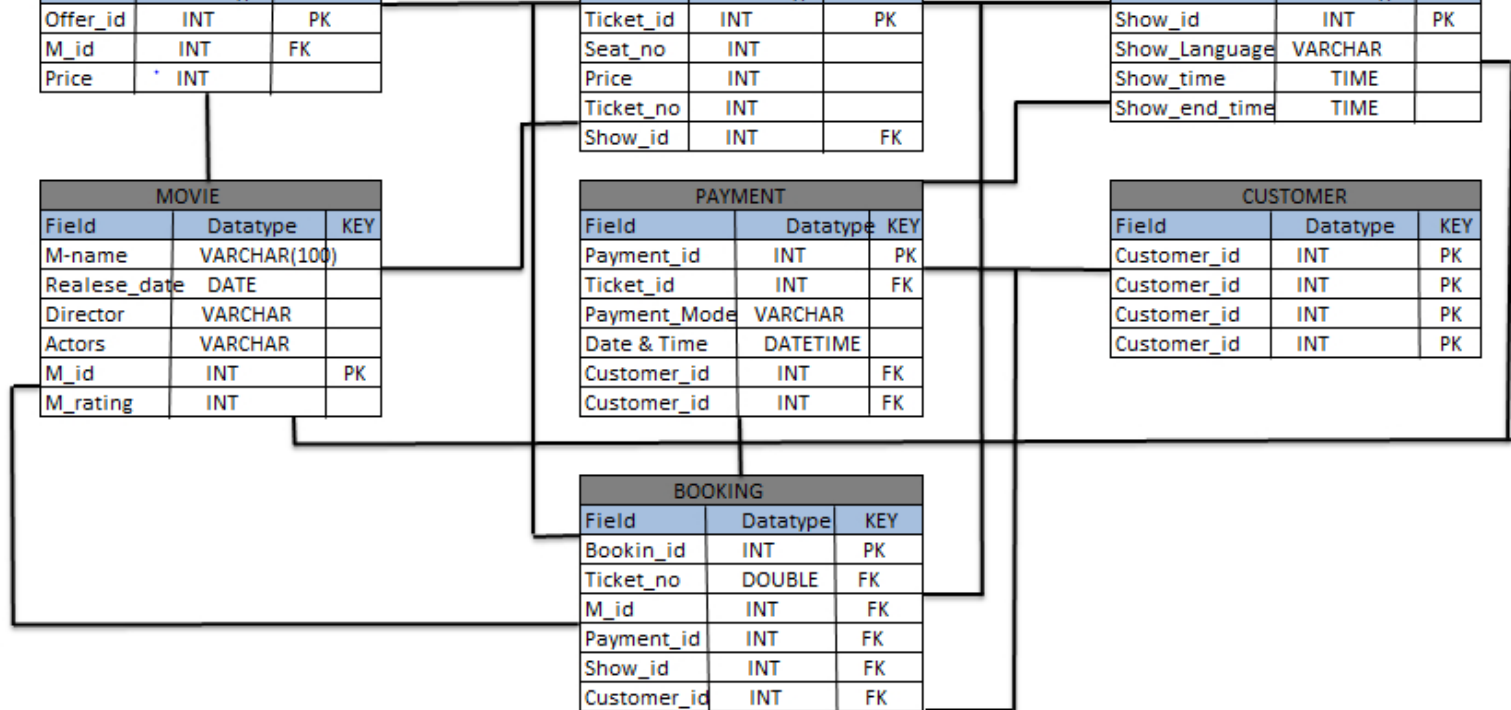 Offer_id INT PK
M_id INT FK
Price INT
Ticket_id INT PK
Seat_no INT
Price INT
Ticket_no INT
Show_id INT FK
Show_id INT PK
Show_Language VARCHAR
Show_time TIME
Show_end_time TIME
MOVIE
Field Datatype KEY
M-name VARCHAR(100)
Realese_date DATE
Director VARCHAR
Actors VARCHAR
M_id INT PK
M_rating INT
PAYMENT
Field Datatype KEY
Payment_id INT PK
Ticket_id INT FK
Payment_Mode VARCHAR
Date & Time DATETIME
Customer_id INT FK
Customer_id INT FK
CUSTOMER
Field Datatype KEY
Customer_id INT PK
Customer_id INT PK
Customer_id INT PK
Customer_id INT PK
BOOKING
Field Datatype KEY
Bookin_id INT PK
Ticket_no DOUBLE FK
M_id INT FK
Payment_id INT FK
Show_id INT FK
Customer_id INT FK